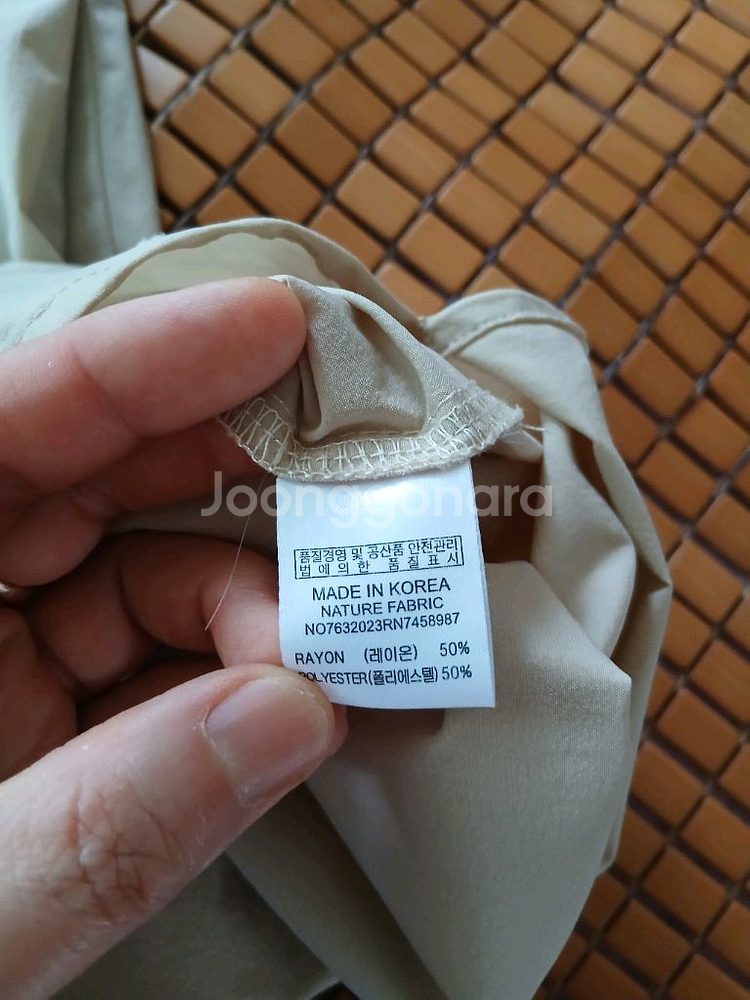 Joonggonara
품질경영 및 공산품 안전관리
법에의한 품질표시
MADE IN KOREA
NATURE FABRIC
NO7632023RN7458987
RAYON (레이온) 50%
POLYESTER(폴리에스텔)50%